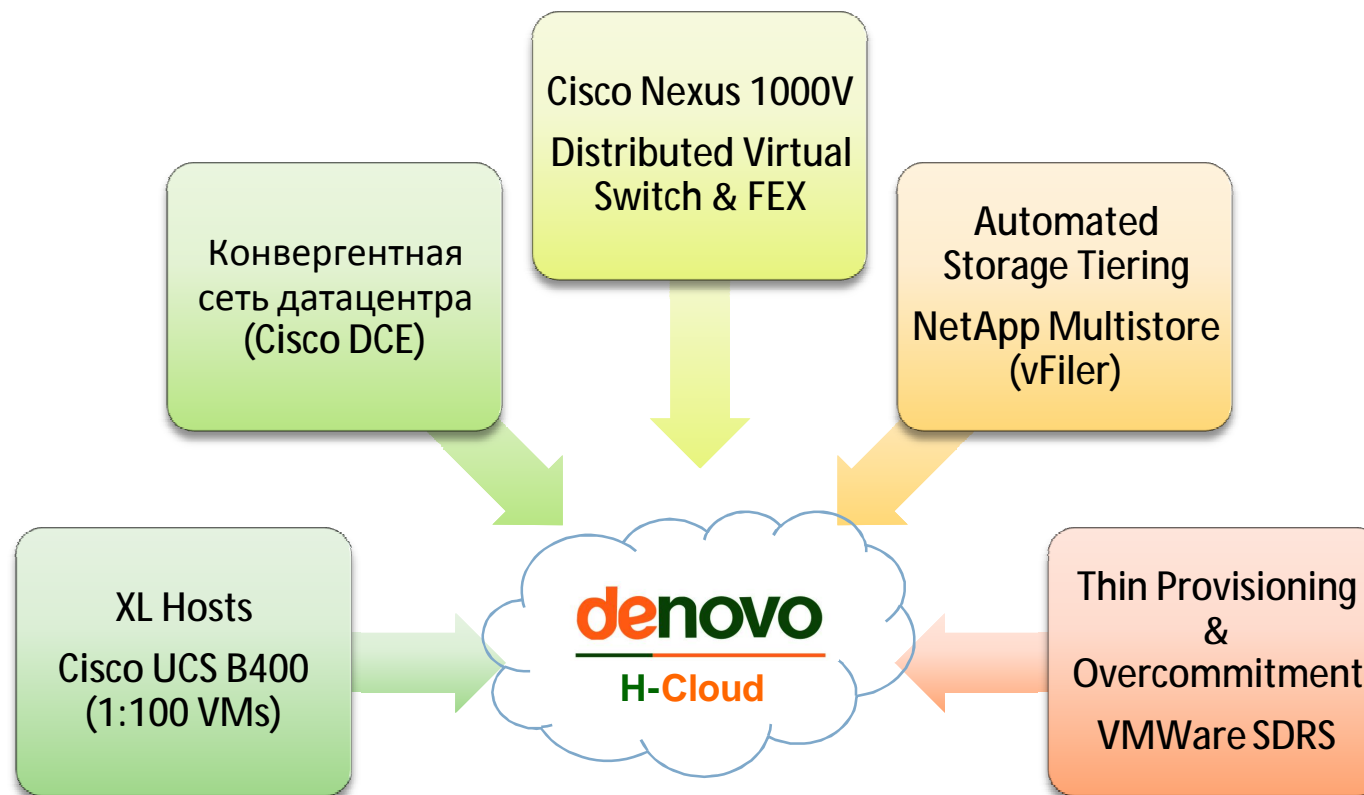 Cisco Nexus 1000V
Distributed Virtual
Switch & FEX
Конвергентная
сеть датацентра
(Cisco DCE)
Automated
Storage Tiering
NetApp Multistore
(vFiler)
XL Hosts
Cisco UCS B400
(1:100 VMs)
denovo
H-Cloud
Thin Provisioning
&
Overcommitment
VMWare SDRS